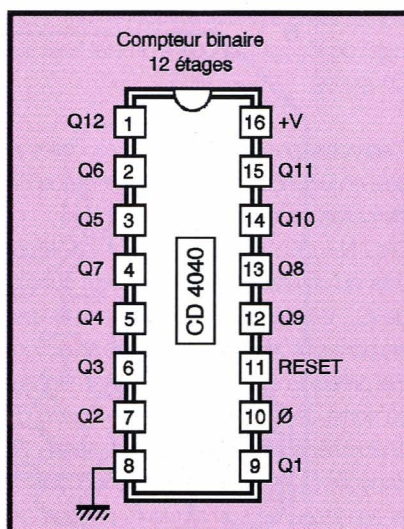 Compteur binaire
12 étages
Q12 1 16 +V
Q6 2 15 Q11
Q5 3 14 Q10
Q7 4 13 Q8
Q4 5 12 Q9
Q3 6 11 RESET
Q2 7 10 Ø
8 9 Q1
CD 4040